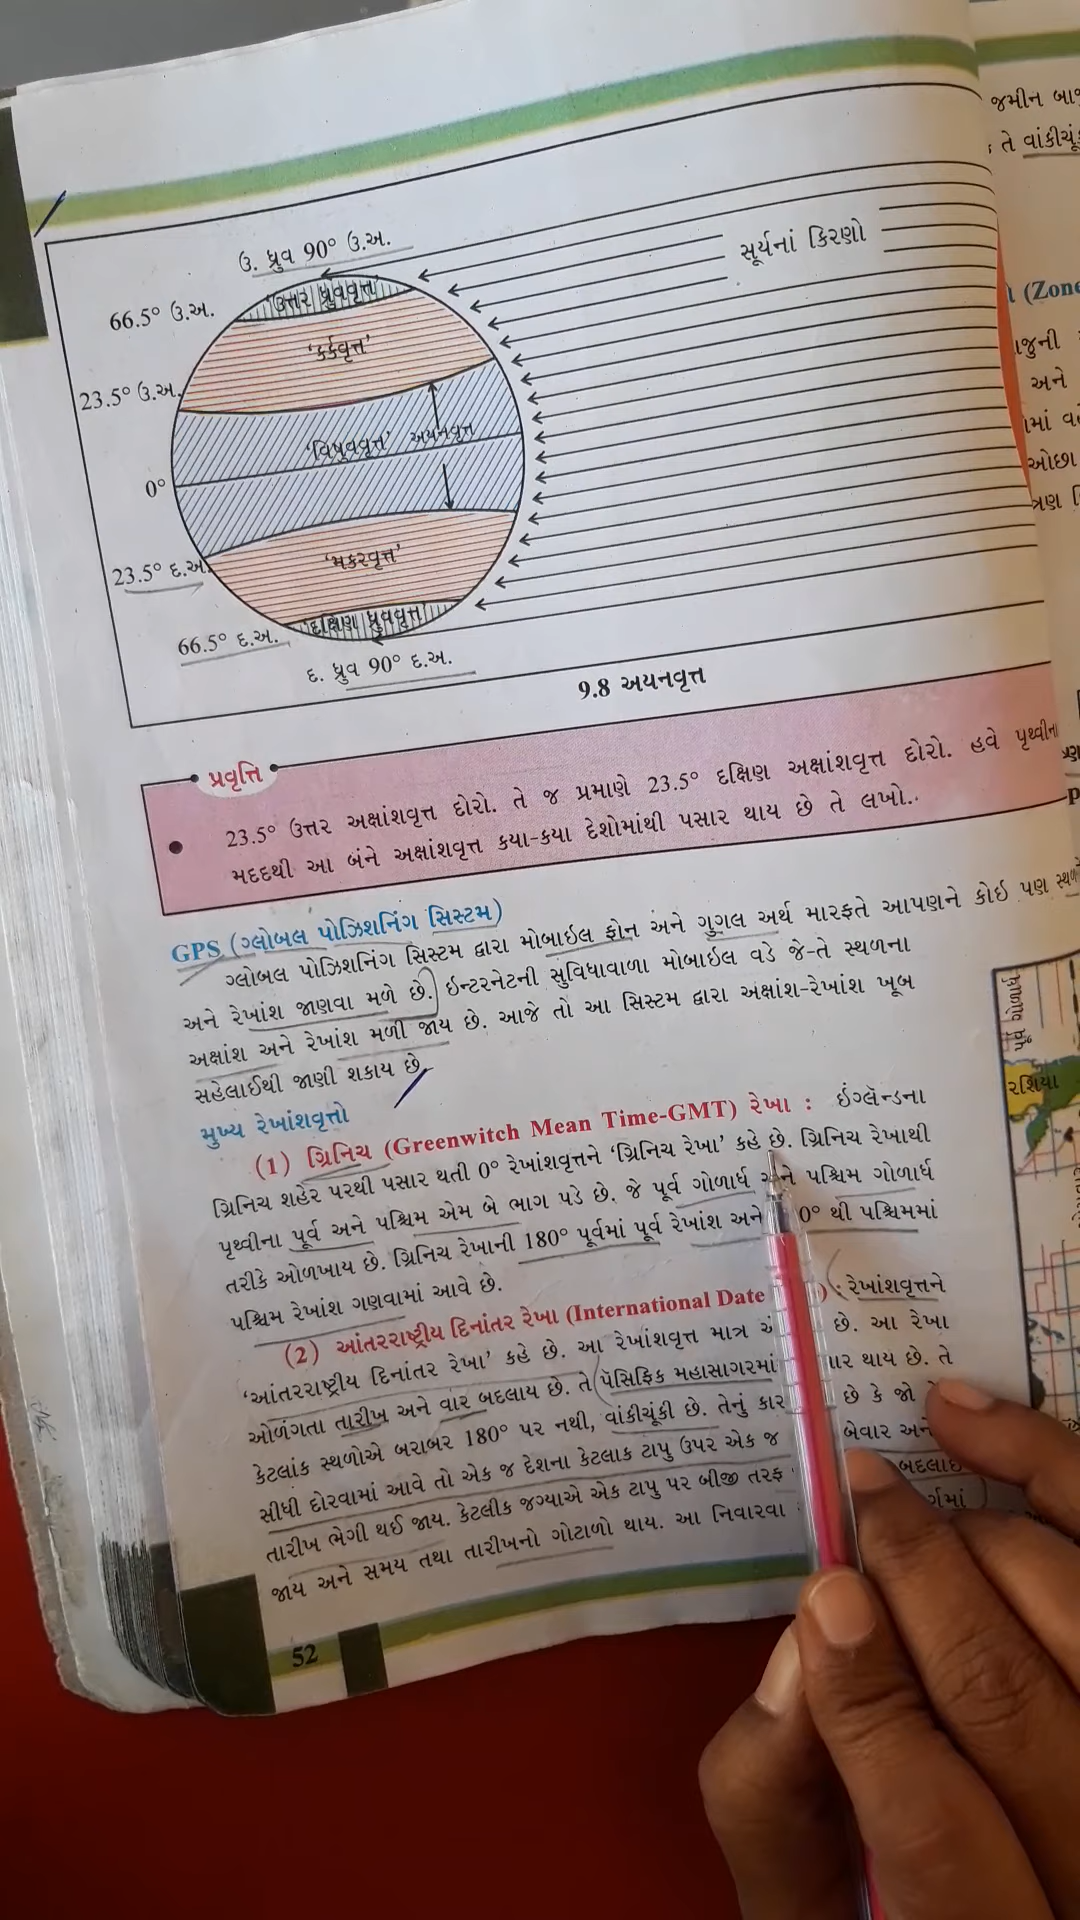 ઉ. ધ્રુવ 90° ઉ.અ.
સૂર્યનાં કિરણો
'ઉત્તર ધ્રુવવૃત્ત'
66.5° ઉ.અ.
'કર્કવૃત્ત'
23.5° ઉ.અ.
'વિષુવવૃત્ત' અયનવૃત્ત
0°
'મકરવૃત્ત'
23.5° દ.અ.
'દક્ષિણ ધ્રુવવૃત્ત'
66.5° દ.અ.
દ. ધ્રુવ 90° દ.અ.
9.8 અયનવૃત્ત
પ્રવૃત્તિ
• 23.5° ઉત્તર અક્ષાંશવૃત્ત દોરો. તે જ પ્રમાણે 23.5° દક્ષિણ અક્ષાંશવૃત્ત દોરો. હવે પૃથ્વીના
મદદથી આ બંને અક્ષાંશવૃત્ત કયા-કયા દેશોમાંથી પસાર થાય છે તે લખો..
GPS (ગ્લોબલ પોઝિશનિંગ સિસ્ટમ)
ગ્લોબલ પોઝિશનિંગ સિસ્ટમ દ્વારા મોબાઇલ ફોન અને ગુગલ અર્થ મારફતે આપણને કોઈ પણ
અને રેખાંશ જાણવા મળે છે. ઇન્ટરનેટની સુવિધાવાળા મોબાઇલ વડે જે-તે સ્થળના
અક્ષાંશ અને રેખાંશ મળી જાય છે. આજે તો આ સિસ્ટમ દ્વારા અક્ષાંશ-રેખાંશ ખૂબ
સહેલાઈથી જાણી શકાય છે.
મુખ્ય રેખાંશવૃત્તો
(1) ગ્રિનિચ (Greenwitch Mean Time-GMT) રેખા : ઇંગ્લૅન્ડના
ગ્રિનિચ શહેર પરથી પસાર થતી 0° રેખાંશવૃત્તને 'ગ્રિનિચ રેખા' કહે છે. ગ્રિનિચ રેખાથી
પૃથ્વીના પૂર્વ અને પશ્ચિમ એમ બે ભાગ પડે છે. જે પૂર્વ ગોળાર્ધ અને પશ્ચિમ ગોળાર્ધ
તરીકે ઓળખાય છે. ગ્રિનિચ રેખાની 180° પૂર્વમાં પૂર્વ રેખાંશ અને 0° થી પશ્ચિમમાં
પશ્ચિમ રેખાંશ ગણવામાં આવે છે.
(2) આંતરરાષ્ટ્રીય દિનાંતર રેખા (International Date ) : રેખાંશવૃત્તને
'આંતરરાષ્ટ્રીય દિનાંતર રેખા' કહે છે. આ રેખાંશવૃત્ત માત્ર છે. આ રેખા
ઓળંગતા તારીખ અને વાર બદલાય છે. તે પૅસિફિક મહાસાગરમાં થાય છે. તે
કેટલાંક સ્થળોએ બરાબર 180° પર નથી, વાંકીચૂંકી છે. તેનું છે કે જો
સીધી દોરવામાં આવે તો એક જ દેશના કેટલાક ટાપુ ઉપર એક જ બેવાર
તારીખ ભેગી થઈ જાય. કેટલીક જગ્યાએ એક ટાપુ પર બીજી તરફ
જાય અને સમય તથા તારીખનો ગોટાળો થાય. આ નિવારવા
52
જમીન
તે વાંકીચૂંકી
(Zone
અને
ઓછા
ત્રણ
પૂર્વ ગોળાર્ધ
રશિયા